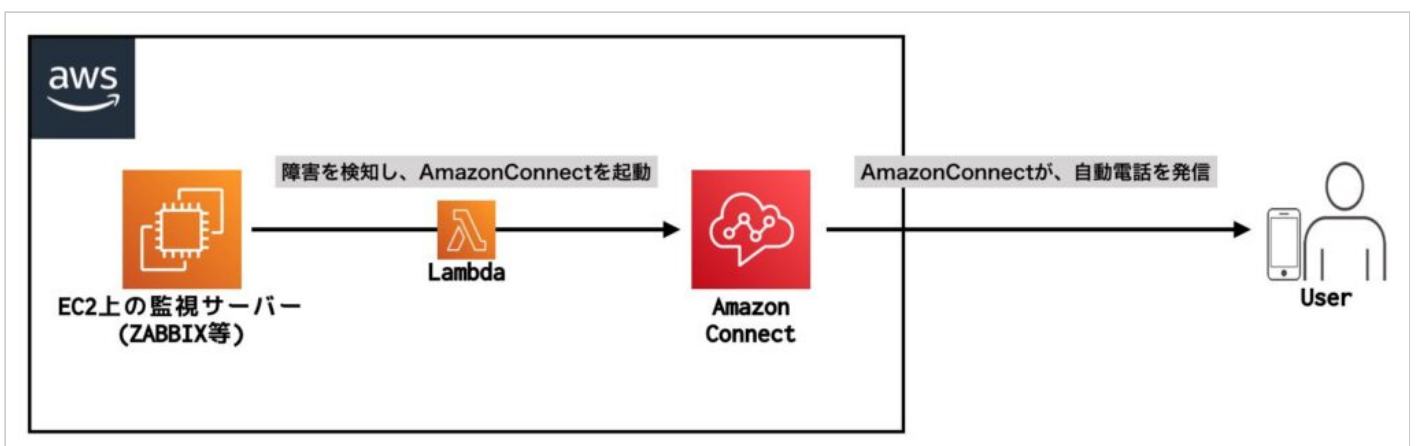 aws
障害を検知し、AmazonConnectを起動
AmazonConnectが、自動電話を発信
Lambda
EC2上の監視サーバー
(ZABBIX等)
Amazon
Connect
User